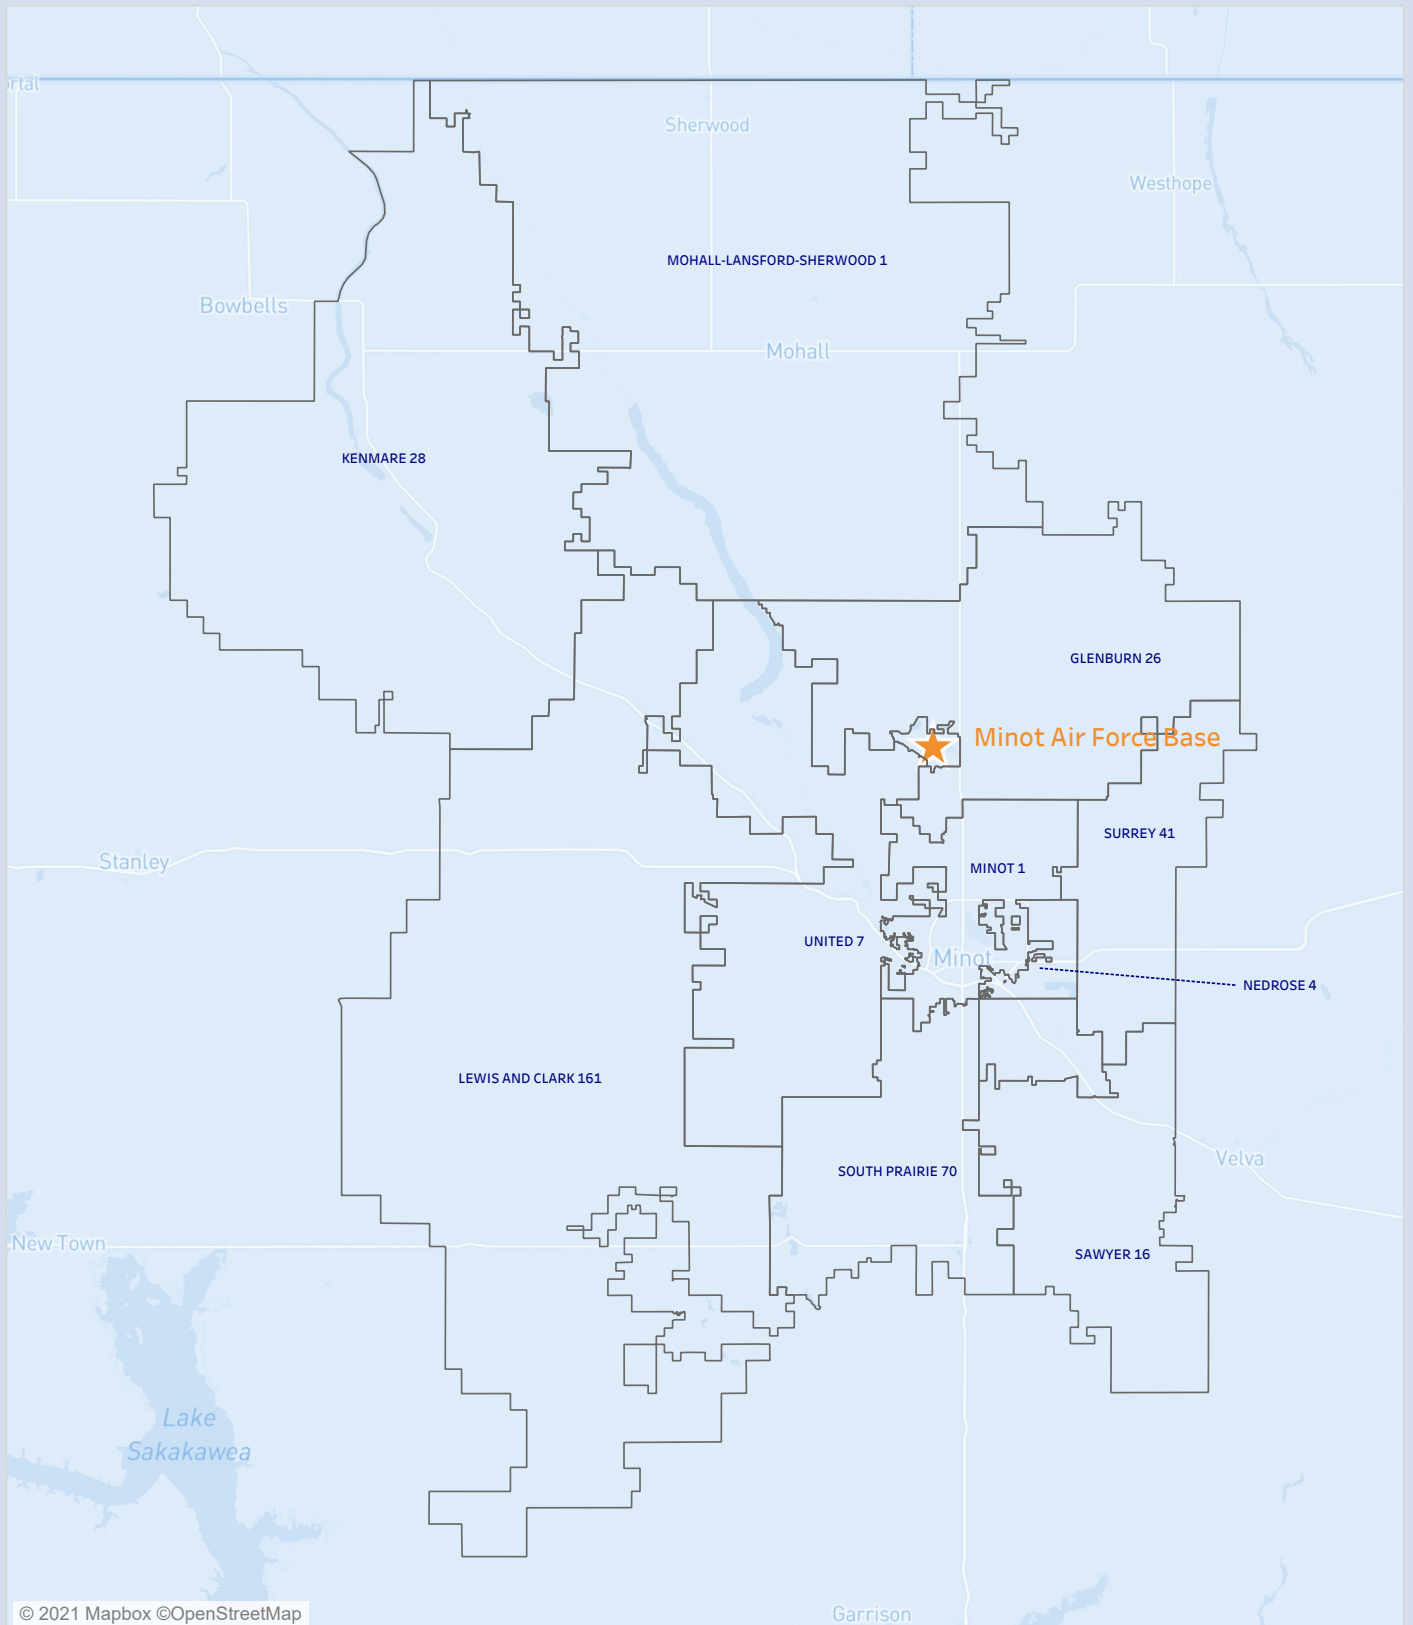 ortal
Sherwood
Westhope
MOHALL-LANSFORD-SHERWOOD 1
Bowbells
Mohall
KENMARE 28
GLENBURN 26
Minot Air Force Base
SURREY 41
Stanley
MINOT 1
UNITED 7
Minot
NEDROSE 4
LEWIS AND CLARK 161
Velva
SOUTH PRAIRIE 70
New Town
SAWYER 16
Lake
Sakakawea
© 2021 Mapbox ©OpenStreetMap
Garrison